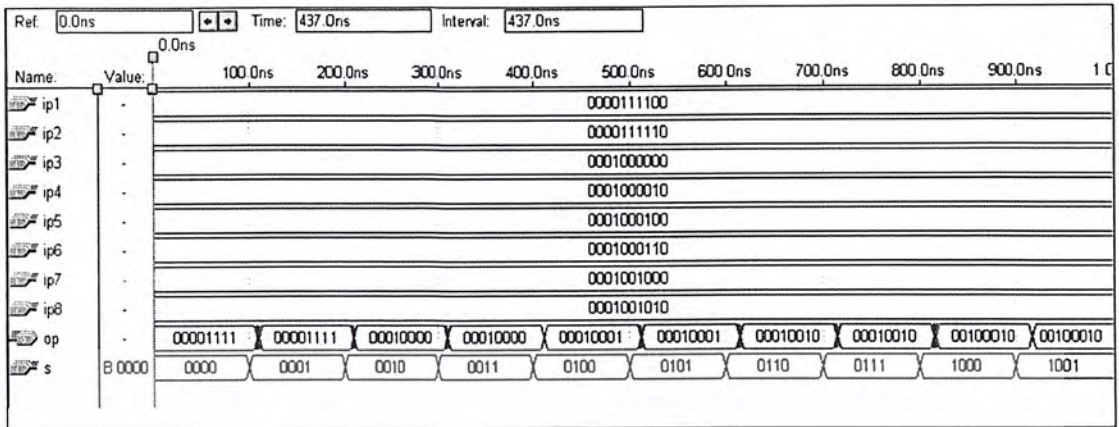 Ref: 0.0ns Time: 437.0ns Interval: 437.0ns
0.0ns
Name: Value: 100.0ns 200.0ns 300.0ns 400.0ns 500.0ns 600.0ns 700.0ns 800.0ns 900.0ns
ip1 - 0000111100
ip2 - 0000111110
ip3 - 0001000000
ip4 - 0001000010
ip5 - 0001000100
ip6 - 0001000110
ip7 - 0001001000
ip8 - 0001001010
op - 00001111 00001111 00010000 00010000 00010001 00010001 00010010 00010010 00100010 00100010
s B 0000 0000 0001 0010 0011 0100 0101 0110 0111 1000 1001